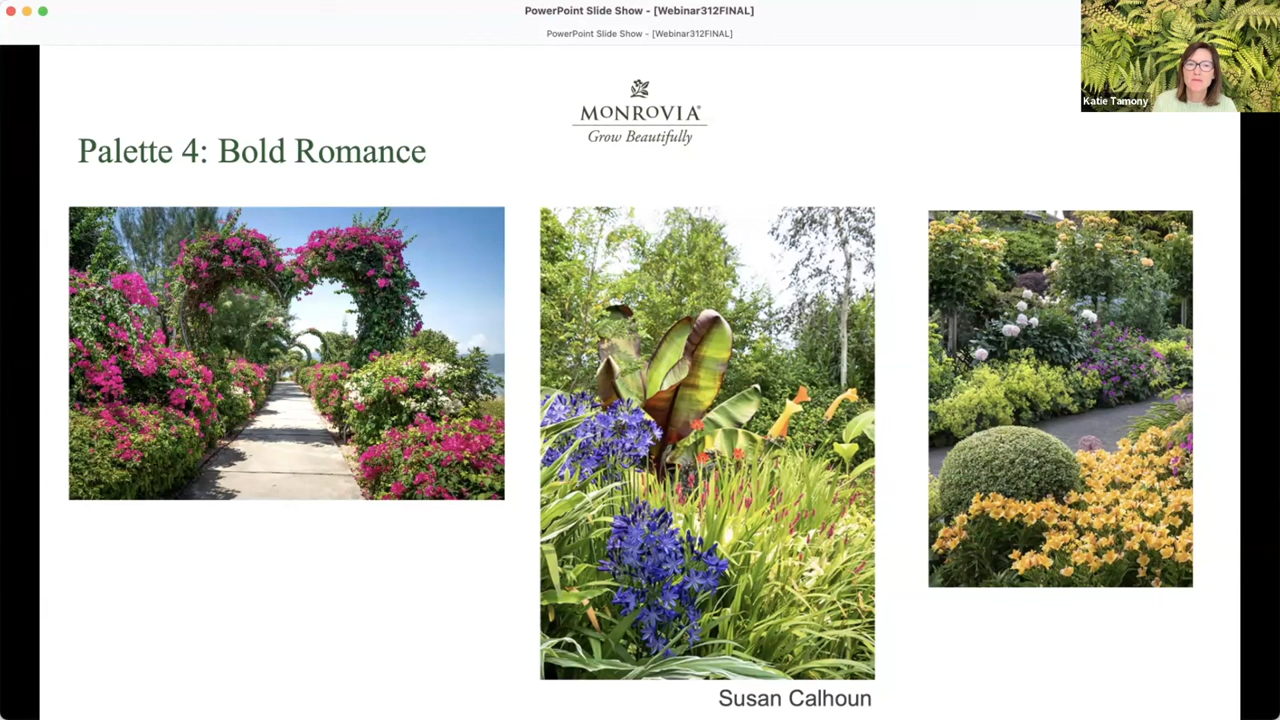 PowerPoint Slide Show - [Webinar312FINAL]
PowerPoint Slide Show - [Webinar312FINAL]
Katie Tamony
MONROVIA®
Grow Beautifully
Palette 4: Bold Romance
Susan Calhoun